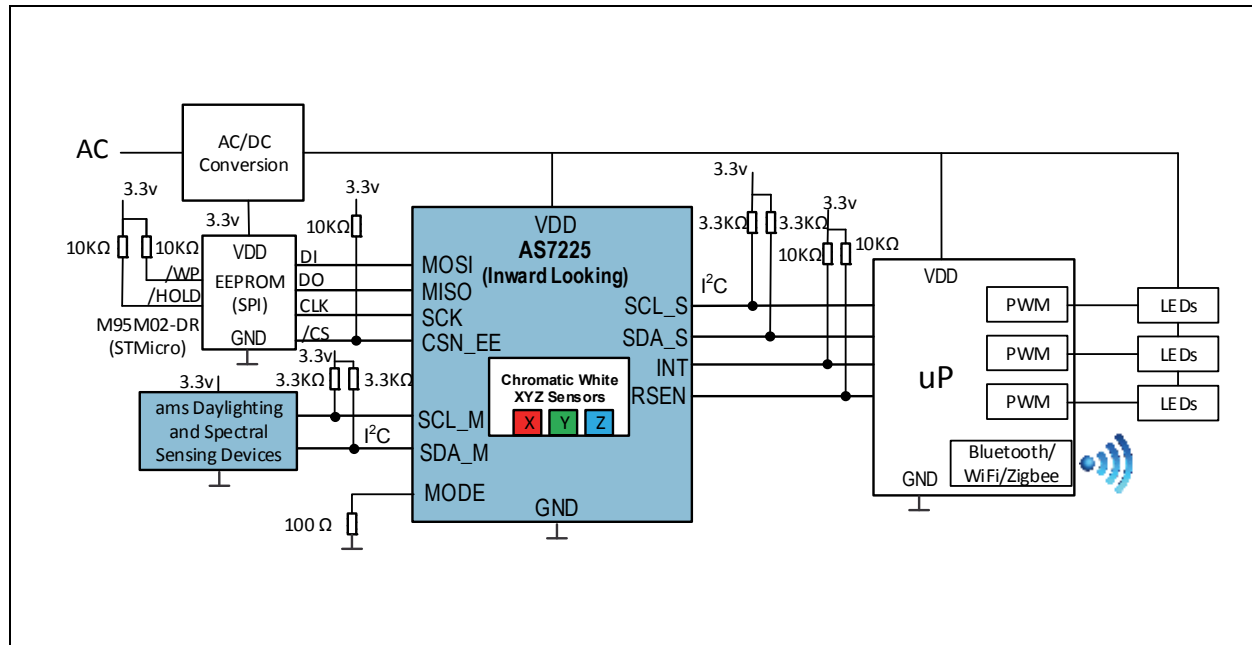 AC
AC/DC
Conversion
3.3v
3.3v
3.3v
10KΩ
10KΩ
10KΩ
VDD
EEPROM
(SPI)
GND
/WP
/HOLD
DI
DO
CLK
/CS
M95M02-DR
(STMicro)
3.3v
3.3KΩ
3.3KΩ
3.3v
ams Daylighting
and Spectral
Sensing Devices
I²C
100 Ω
VDD
AS7225
(Inward Looking)
MOSI
MISO
SCK
CSN_EE
SCL_M
SDA_M
MODE
GND
Chromatic White
XYZ Sensors
X Y Z
SCL_S
SDA_S
INT
RSEN
I²C
3.3v
3.3KΩ
3.3KΩ
3.3v
10KΩ
10KΩ
VDD
uP
GND
PWM
PWM
PWM
Bluetooth/
WiFi/Zigbee
LEDs
LEDs
LEDs